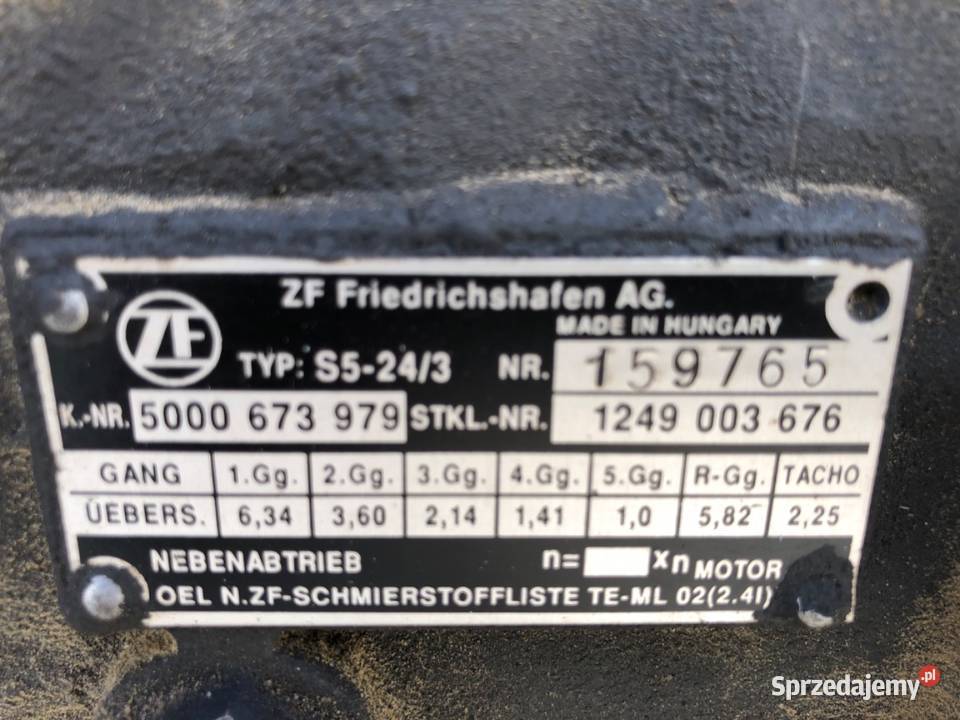 ZF Friedrichshafen AG.
MADE IN HUNGARY
ZF TYP: S5-24/3 NR. 159765
K.-NR. 5000 673 979 STKL.-NR. 1249 003 676
GANG 1.Gg. 2.Gg. 3.Gg. 4.Gg. 5.Gg. R-Gg. TACHO
ÜEBERS. 6,34 3,60 2,14 1,41 1,0 5,82 2,25
NEBENABTRIEB n= xn MOTOR
OEL N.ZF-SCHMIERSTOFFLISTE TE-ML 02(2.4l)
Sprzedajemy.pl